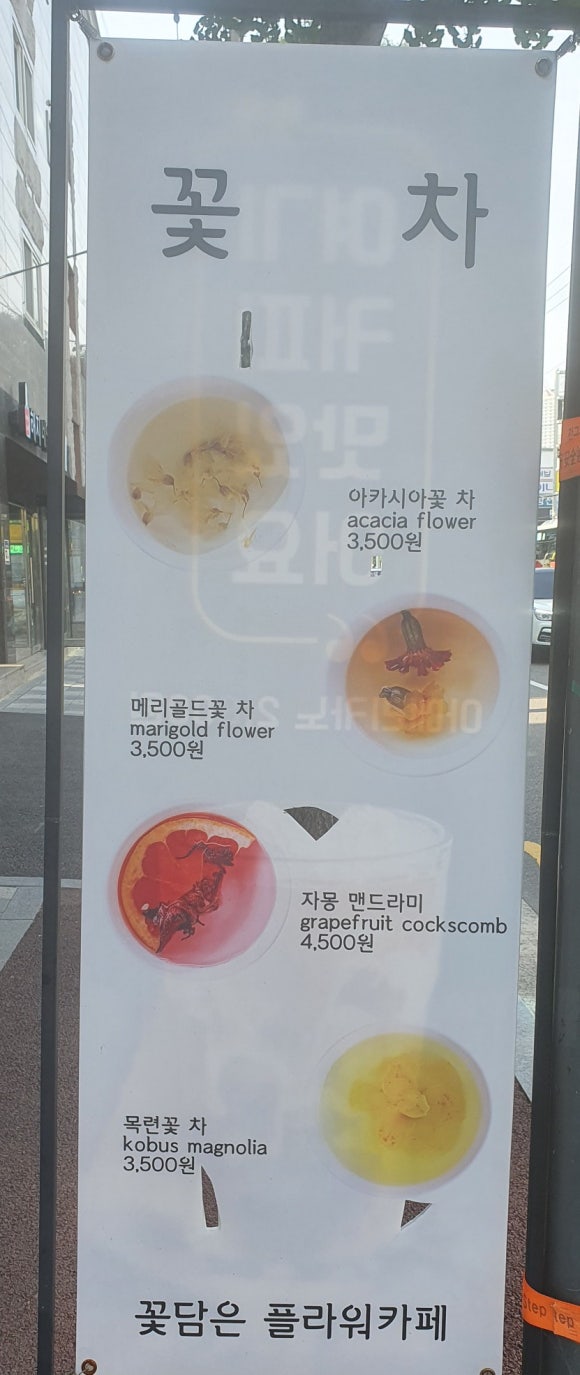 꽃 차
아카시아꽃 차
acacia flower
3,500원
메리골드꽃 차
marigold flower
3,500원
자몽 맨드라미
grapefruit cockscomb
4,500원
목련꽃 차
kobus magnolia
3,500원
꽃담은 플라워카페